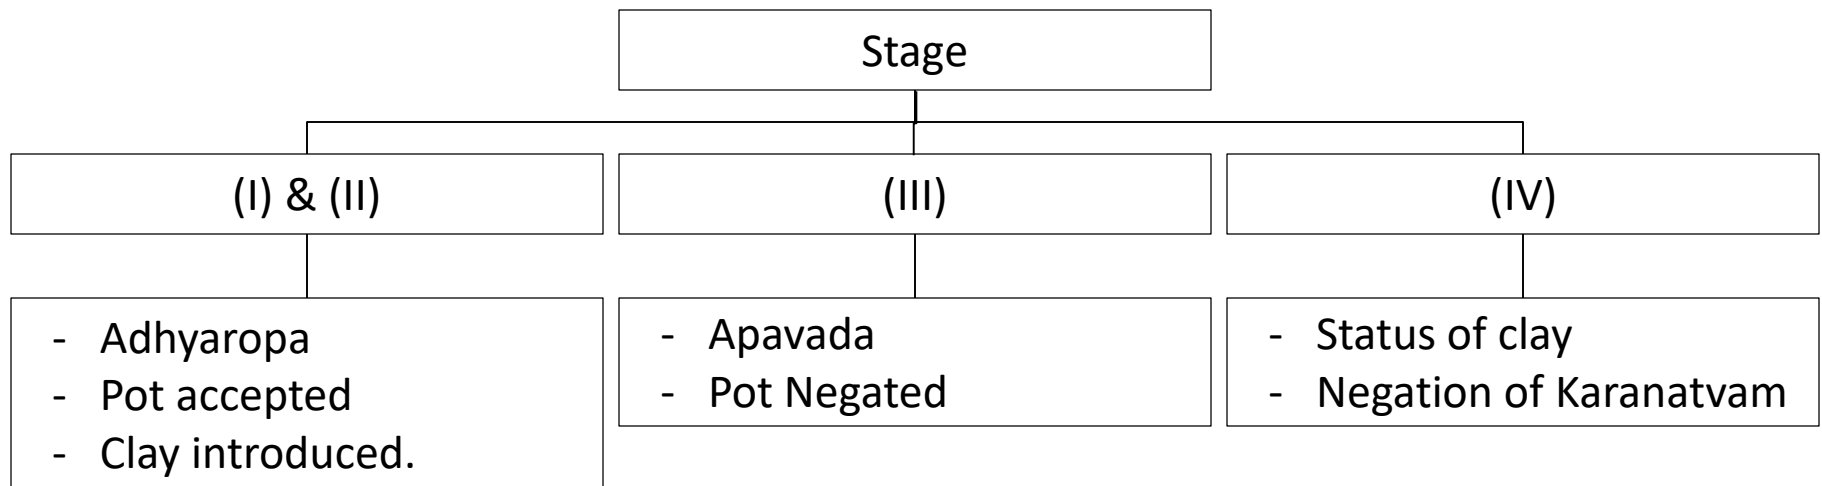 Stage
(I) & (II)
(III)
(IV)
- Adhyaropa
- Pot accepted
- Clay introduced.
- Apavada
- Pot Negated
- Status of clay
- Negation of Karanatvam